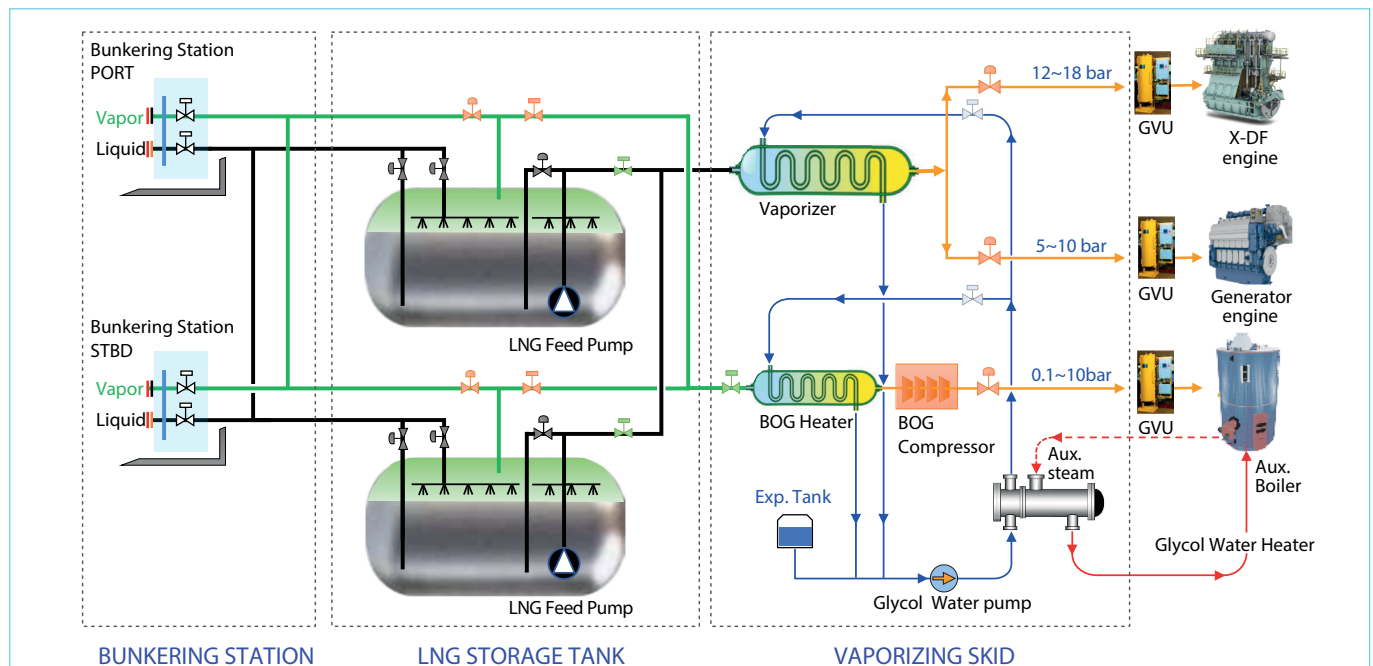 Bunkering Station
PORT
Vapor
Liquid
Bunkering Station
STBD
Vapor
Liquid
BUNKERING STATION
LNG Feed Pump
LNG Feed Pump
LNG STORAGE TANK
Vaporizer
BOG Heater
BOG
Compressor
Exp. Tank
Glycol Water pump
Aux.
steam
VAPORIZING SKID
12~18 bar
GVU
X-DF
engine
5~10 bar
GVU
Generator
engine
0.1~10bar
GVU
Aux.
Boiler
Glycol Water Heater